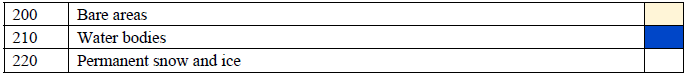 200 Bare areas
210 Water bodies
220 Permanent snow and ice